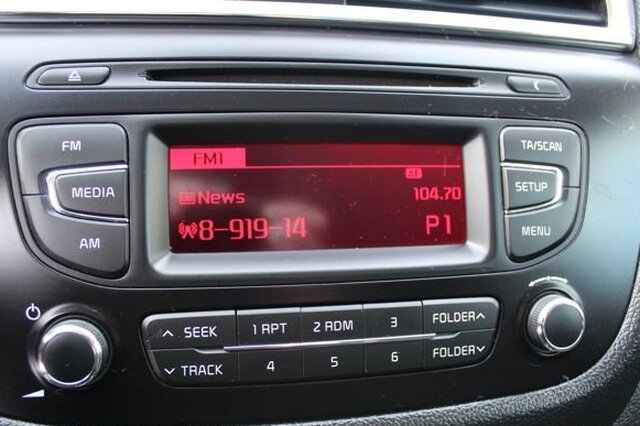 FM
MEDIA
AM
FM1
AF
News 104.70
8-919-14 P1
TA/SCAN
SETUP
MENU
SEEK
TRACK
1 RPT
2 RDM
3
4
5
6
FOLDER
FOLDER